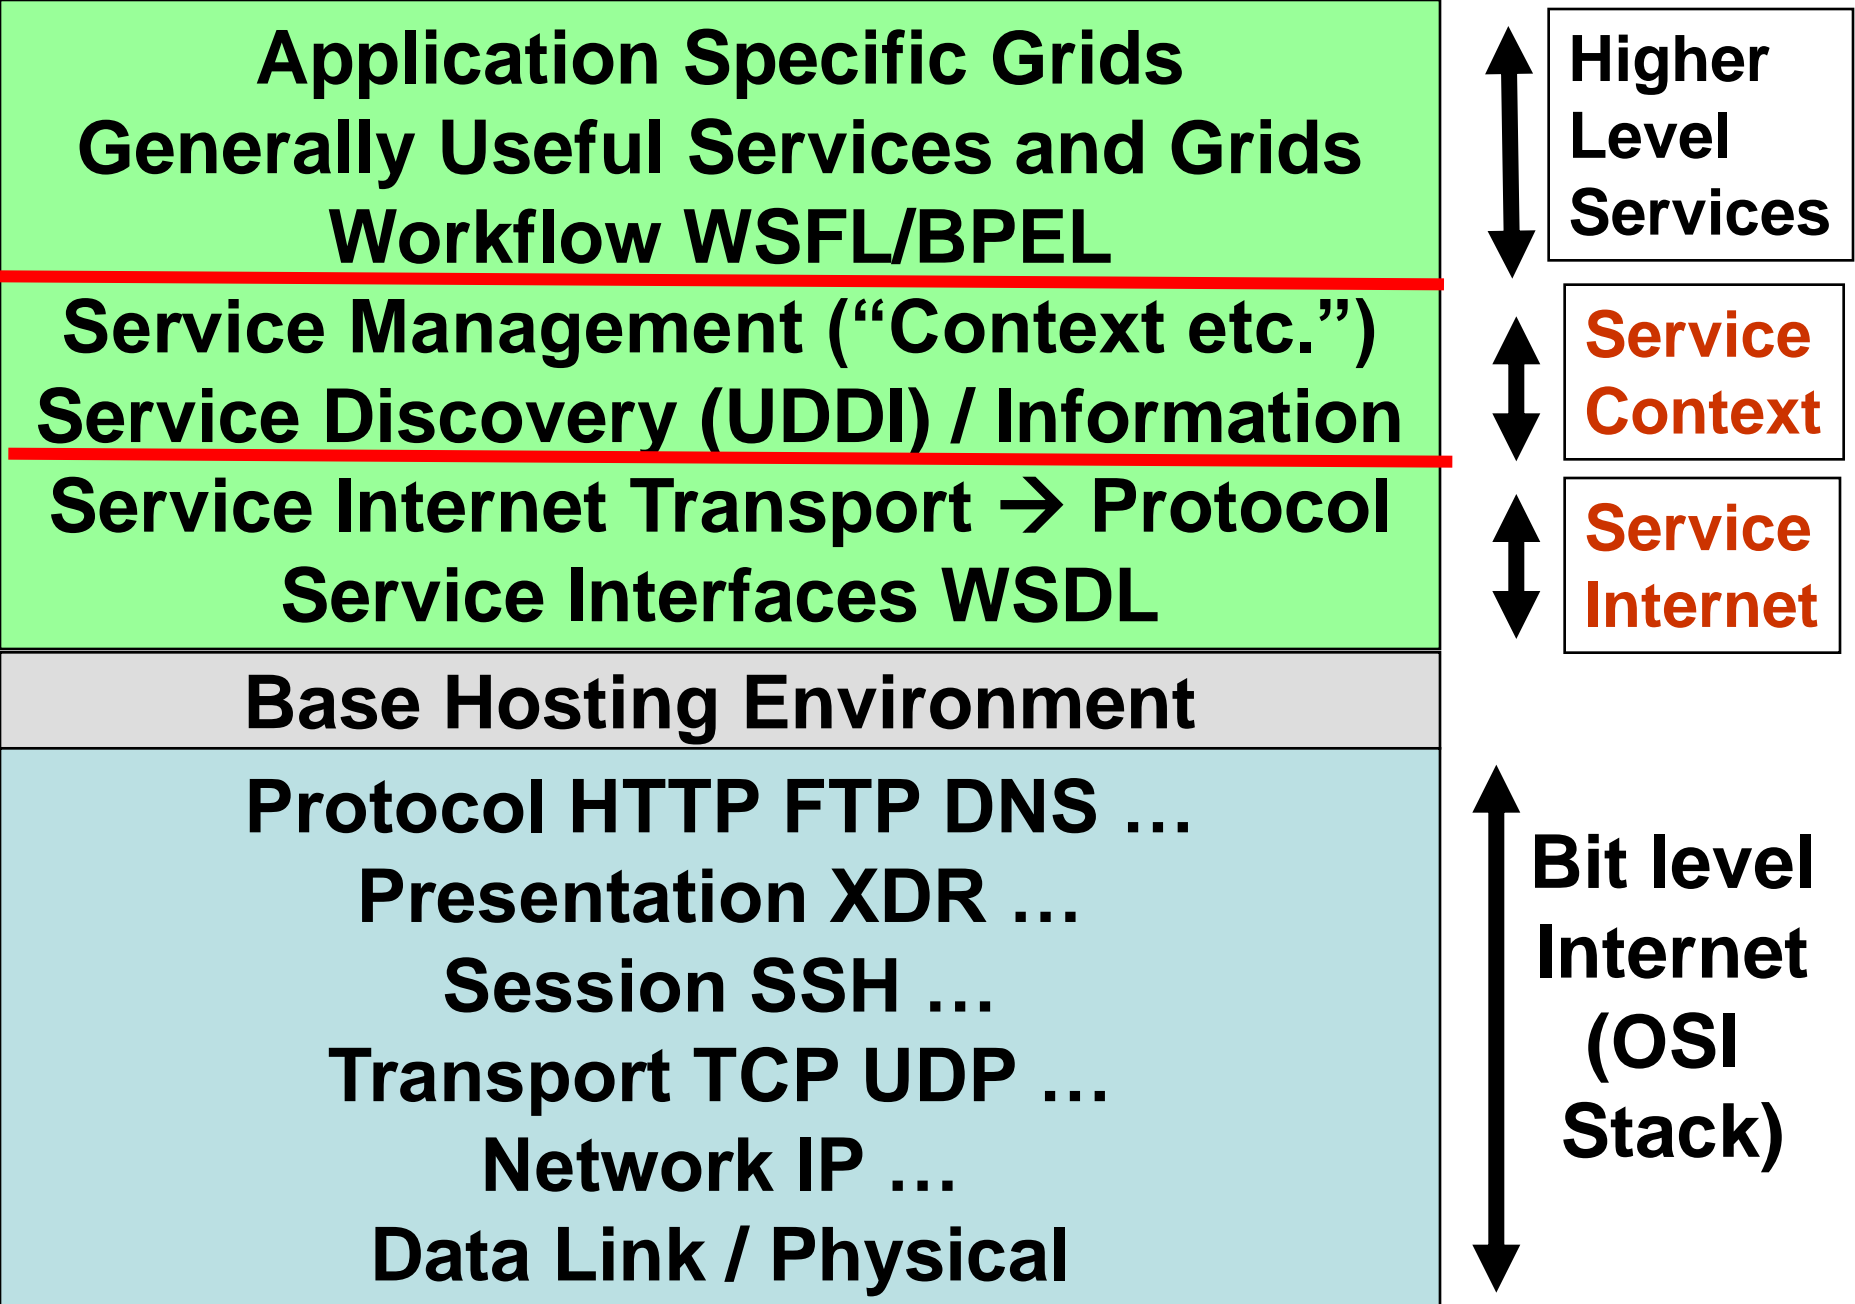 Application Specific Grids
Generally Useful Services and Grids
Workflow WSFL/BPEL
Service Management (“Context etc.”)
Service Discovery (UDDI) / Information
Service Internet Transport → Protocol
Service Interfaces WSDL
Base Hosting Environment
Protocol HTTP FTP DNS …
Presentation XDR …
Session SSH …
Transport TCP UDP …
Network IP …
Data Link / Physical
Higher
Level
Services
Service
Context
Service
Internet
Bit level
Internet
(OSI
Stack)